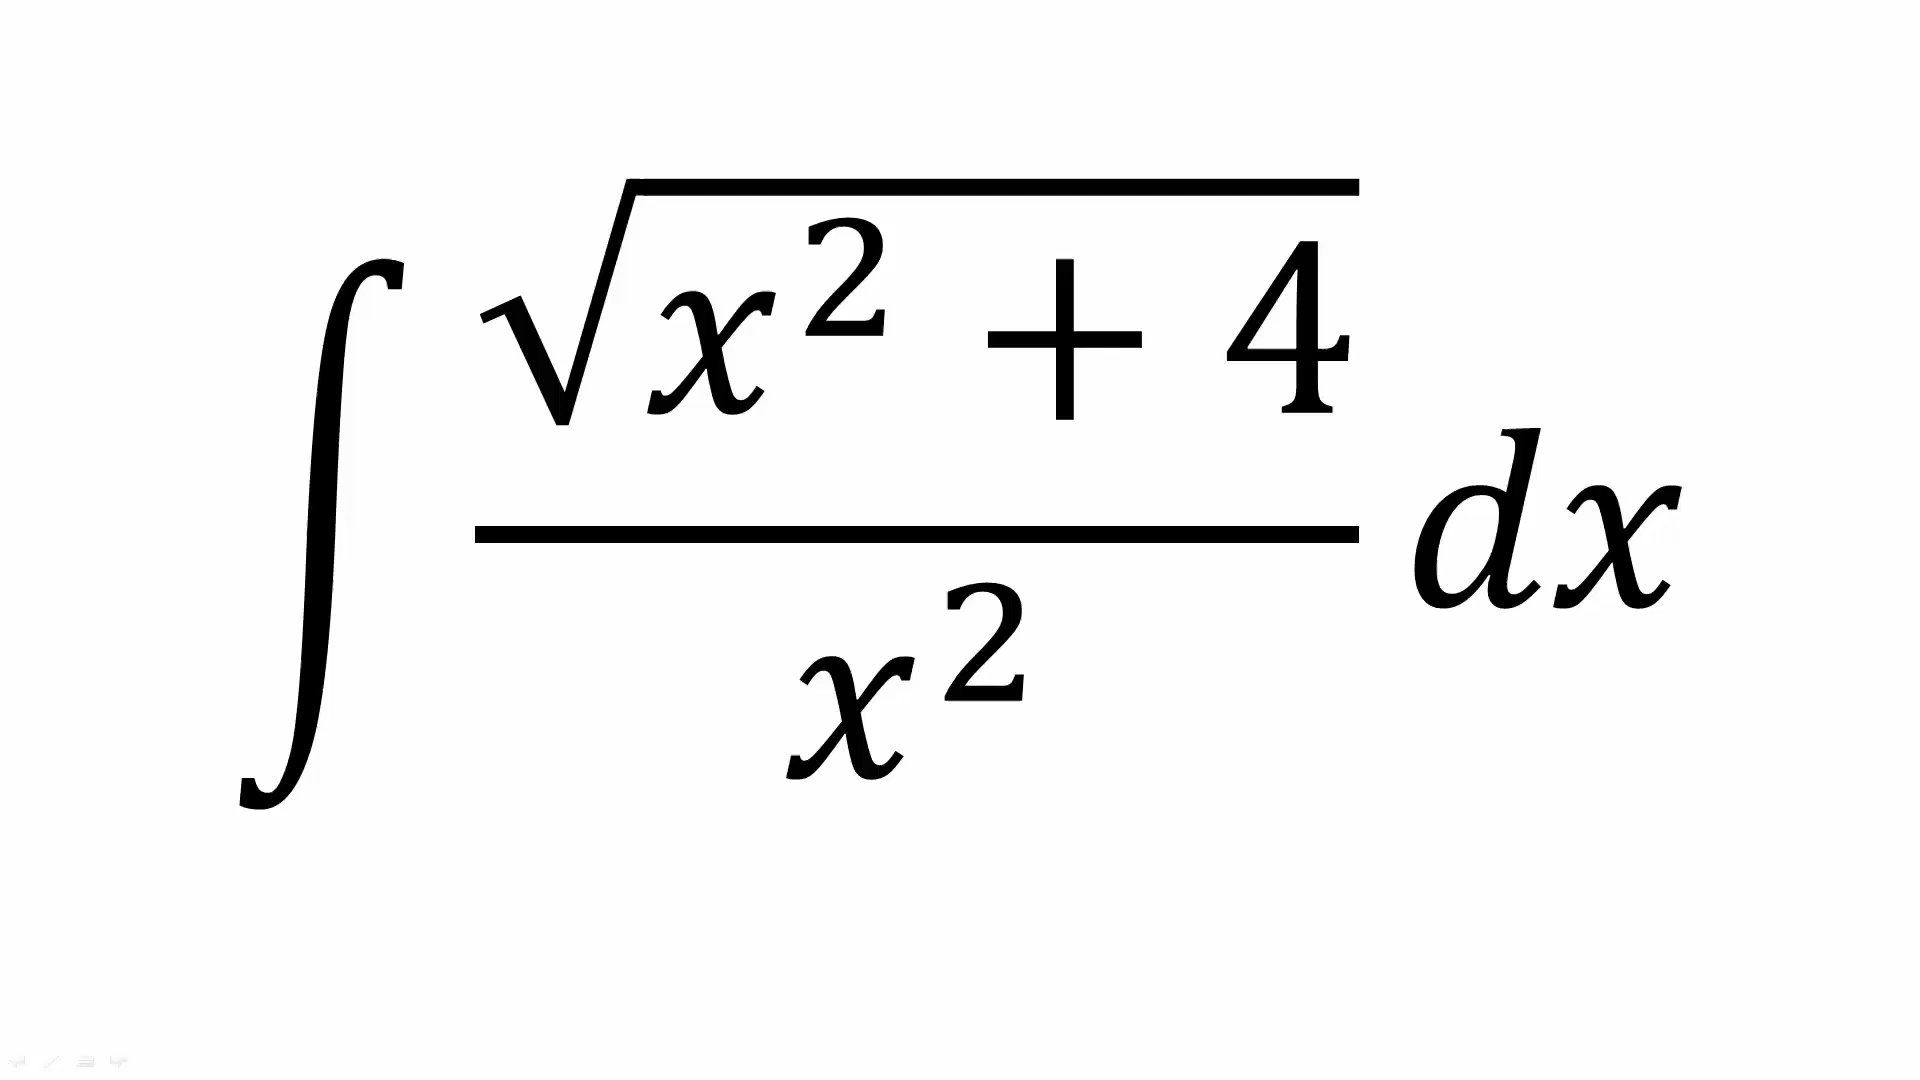 ∫ √(x² + 4) / x² dx